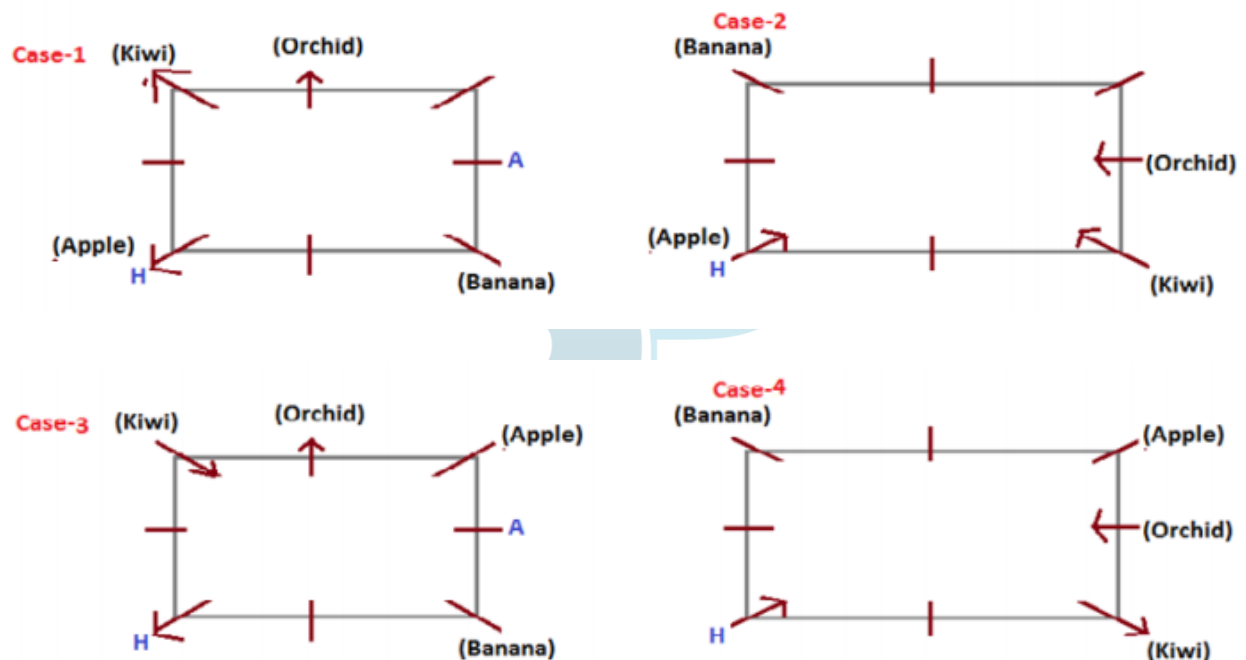 Case-1 (Kiwi) (Orchid)
A
(Apple)
H
(Banana)
Case-2
(Banana)
(Orchid)
(Apple)
H
(Kiwi)
Case-3 (Kiwi) (Orchid)
(Apple)
A
H
(Banana)
Case-4
(Banana)
(Apple)
(Orchid)
H
(Kiwi)